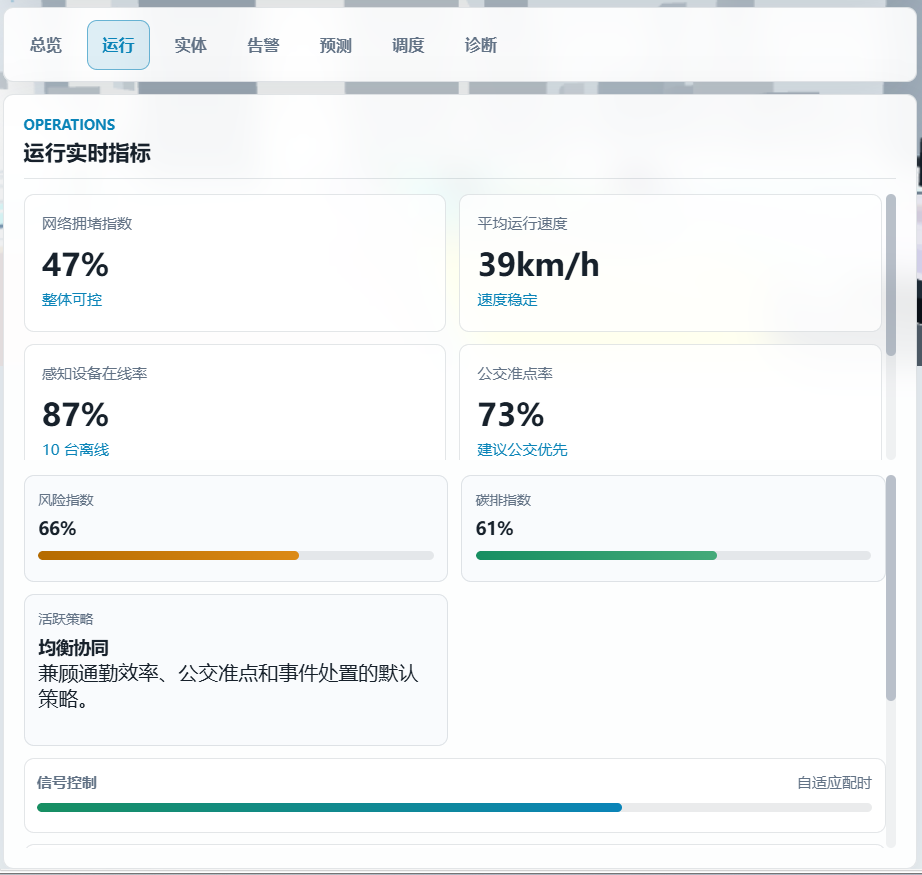 总览
运行
实体
告警
预测
调度
诊断
OPERATIONS
运行实时指标
网络拥堵指数
47%
整体可控
平均运行速度
39km/h
速度稳定
感知设备在线率
87%
10 台离线
公交准点率
73%
建议公交优先
风险指数
66%
碳排指数
61%
活跃策略
均衡协同
兼顾通勤效率、公交准点和事件处置的默认
策略。
信号控制
自适应配时